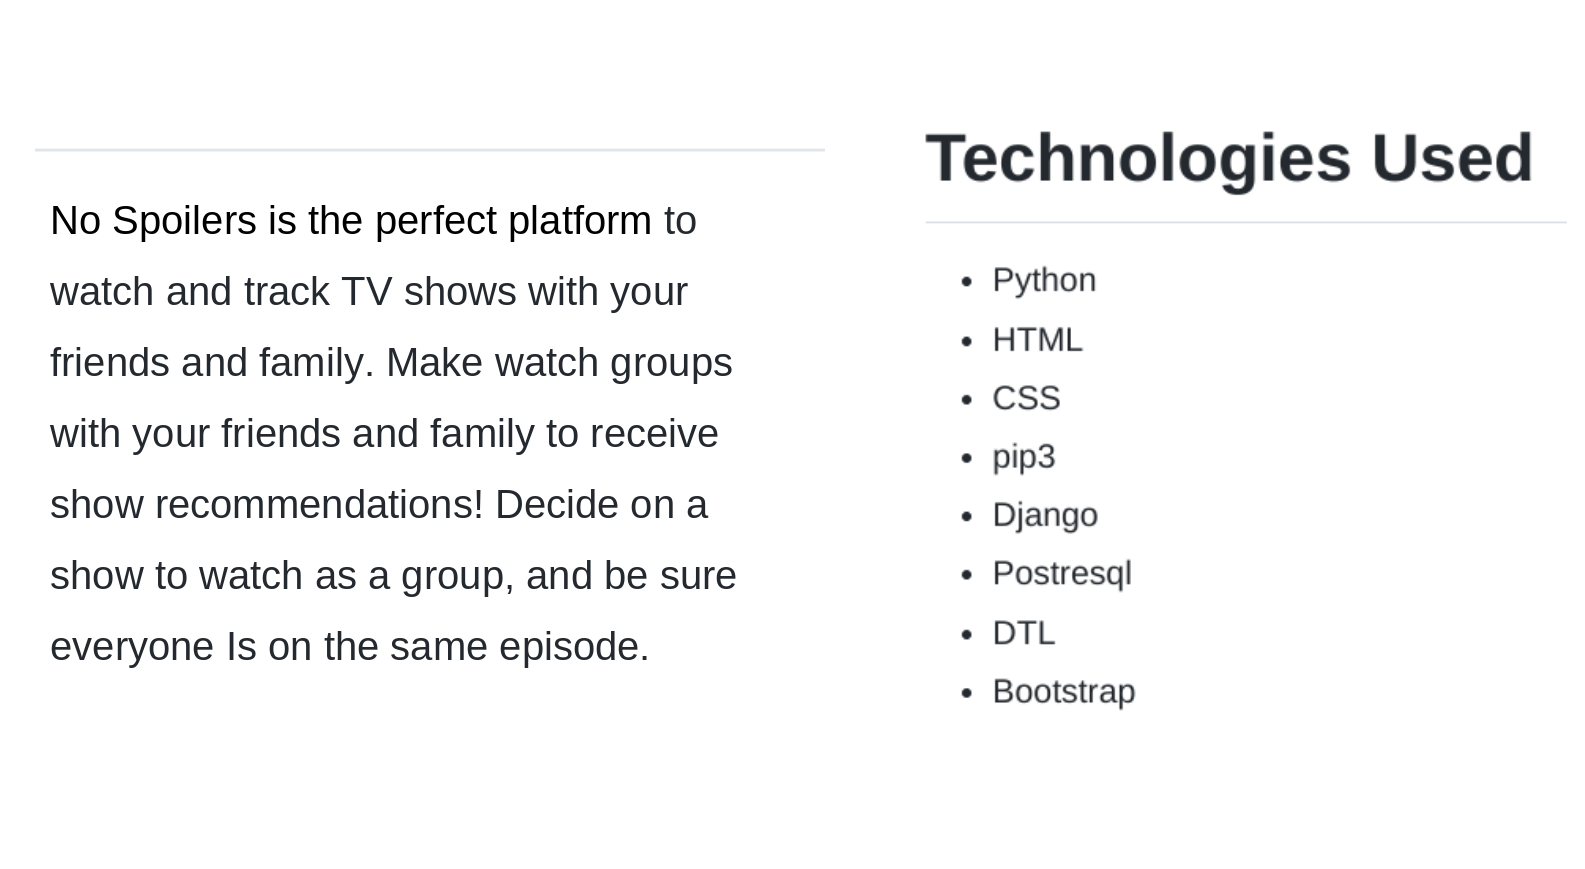 No Spoilers is the perfect platform to
watch and track TV shows with your
friends and family. Make watch groups
with your friends and family to receive
show recommendations! Decide on a
show to watch as a group, and be sure
everyone Is on the same episode.
Technologies Used
• Python
• HTML
• CSS
• pip3
• Django
• Postresql
• DTL
• Bootstrap